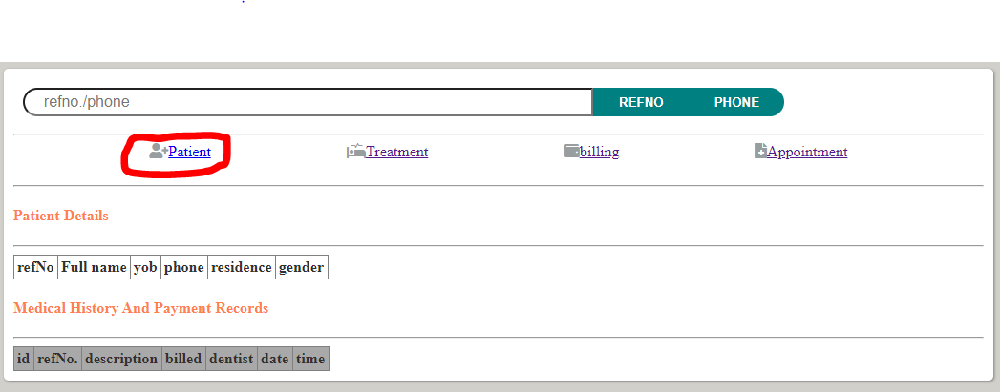 refno./phone REFNO PHONE
Patient Treatment billing Appointment
Patient Details
refNo Full name yob phone residence gender
Medical History And Payment Records
id refNo. description billed dentist date time